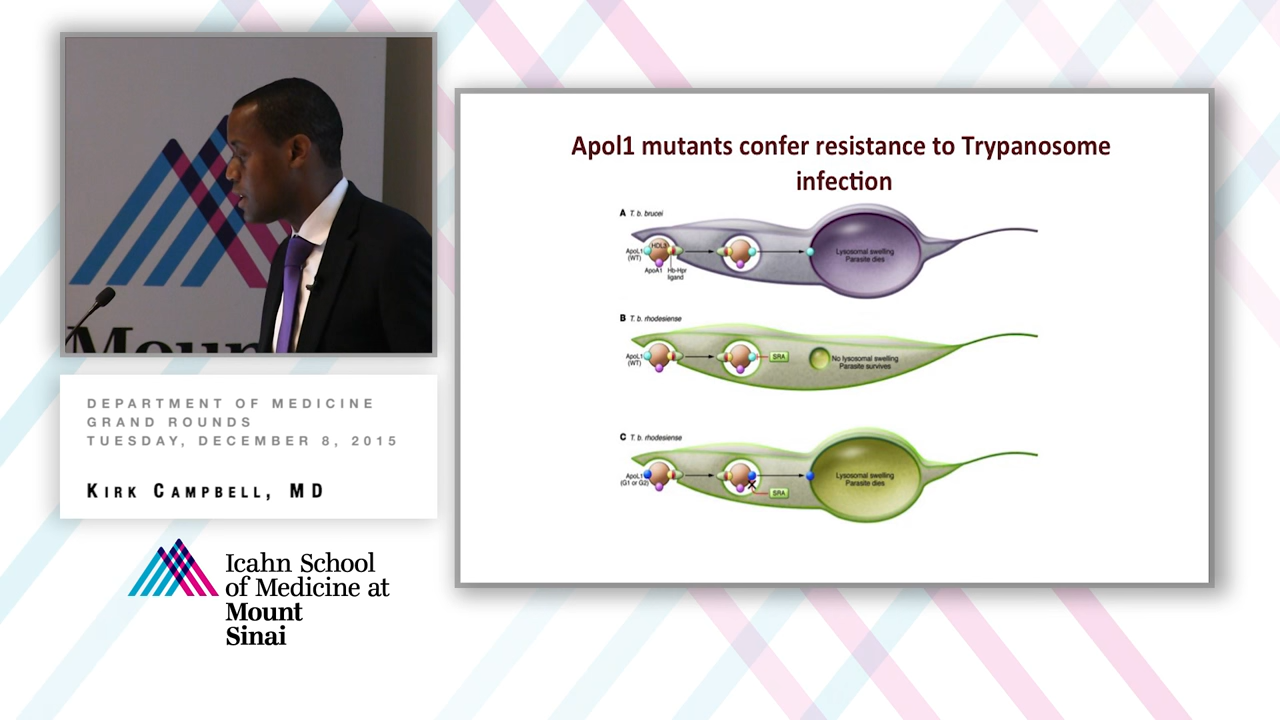 Moun
DEPARTMENT OF MEDICINE
GRAND ROUNDS
TUESDAY, DECEMBER 8, 2015
KIRK CAMPBELL, MD
Icahn School
of Medicine at
Mount
Sinai
Apol1 mutants confer resistance to Trypanosome
infection
A T. b. brucei
ApoL1
(WT)
HDL3
ApoA1
Hb-Hpr
ligand
Lysosomal swelling
Parasite dies
B T. b. rhodesiense
ApoL1
(WT)
SRA
No lysosomal swelling
Parasite survives
C T. b. rhodesiense
ApoL1
(G1 or G2)
SRA
Lysosomal swelling
Parasite dies